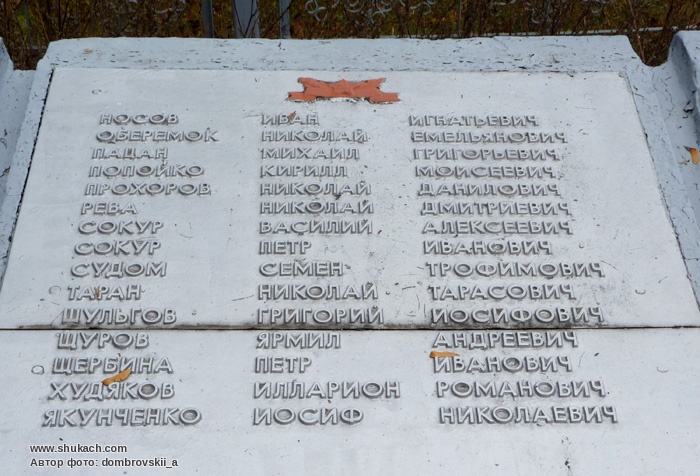 НОСОВ ИВАН ИГНАТЬЕВИЧ
ОБЕРЕМОК НИКОЛАЙ ЕМЕЛЬЯНОВИЧ
ПАЦАН МИХАИЛ ГРИГОРЬЕВИЧ
ПОПОЙКО КИРИЛЛ МОИСЕЕВИЧ
ПРОХОРОВ НИКОЛАЙ ДАНИЛОВИЧ
РЕВА НИКОЛАЙ ДМИТРИЕВИЧ
СОКУР ВАСИЛИЙ АЛЕКСЕЕВИЧ
СОКУР ПЕТР ИВАНОВИЧ
СУДОМ СЕМЕН ТРОФИМОВИЧ
ТАРАН НИКОЛАЙ ТАРАСОВИЧ
ШУЛЬГОВ ГРИГОРИЙ ИОСИФОВИЧ
ЩУРОВ ЯРМИЛ АНДРЕЕВИЧ
ЩЕРБИНА ПЕТР ИВАНОВИЧ
ХУДЯКОВ ИЛЛАРИОН РОМАНОВИЧ
ЯКУНЧЕНКО ИОСИФ НИКОЛАЕВИЧ
www.shukach.com
Автор фото: dombrovskii_a